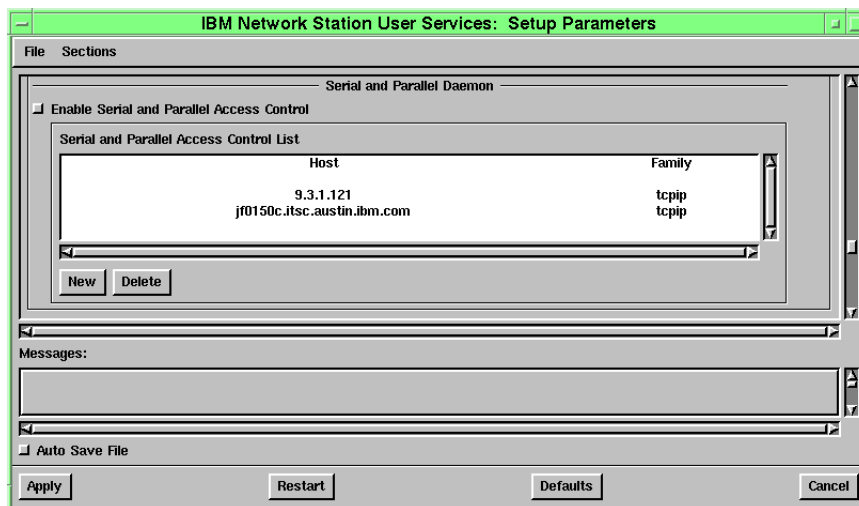 IBM Network Station User Services: Setup Parameters
File Sections
Serial and Parallel Daemon
Enable Serial and Parallel Access Control
Serial and Parallel Access Control List
Host Family
9.3.1.121 tcpip
jf0150c.itsc.austin.ibm.com tcpip
New Delete
Messages:
Auto Save File
Apply Restart Defaults Cancel